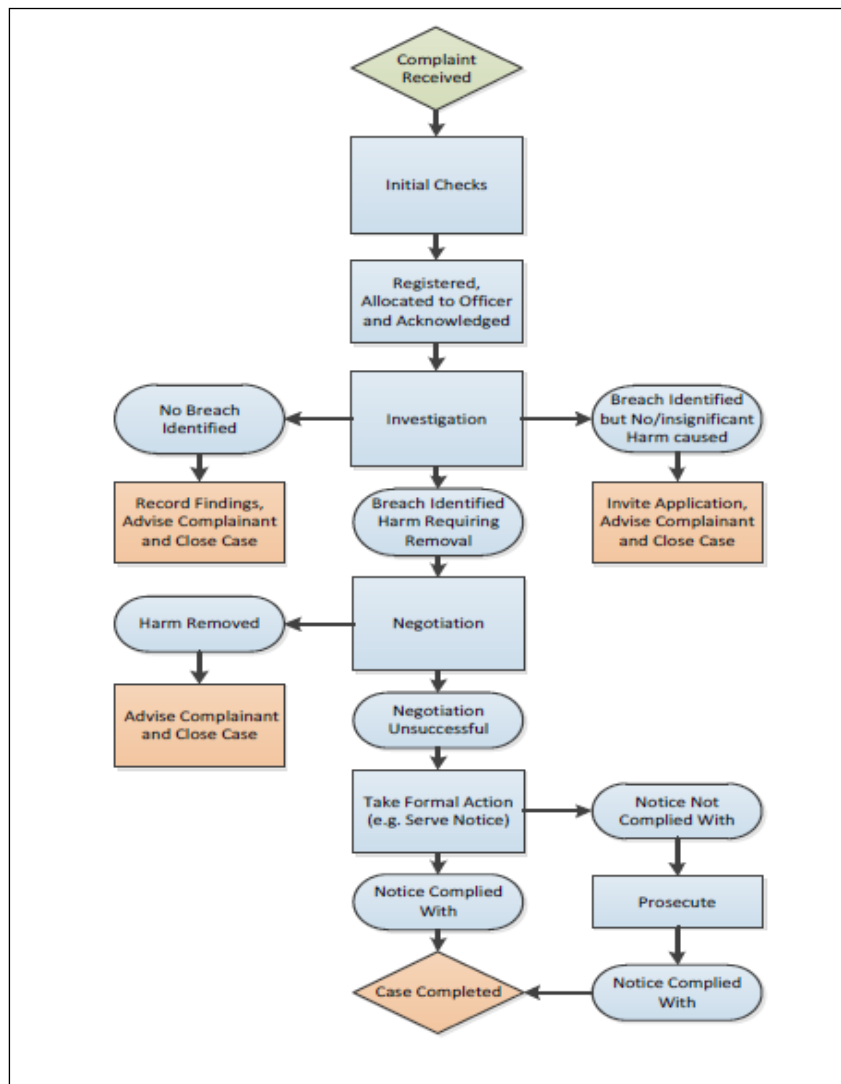 Complaint
Received
Initial Checks
Registered,
Allocated to Officer
and Acknowledged
No Breach
Identified
Investigation
Breach Identified
but No/insignificant
Harm caused
Record Findings,
Advise Complainant
and Close Case
Breach Identified
Harm Requiring
Removal
Invite Application,
Advise Complainant
and Close Case
Harm Removed
Negotiation
Advise Complainant
and Close Case
Negotiation
Unsuccessful
Take Formal Action
(e.g. Serve Notice)
Notice Not
Complied With
Notice Complied
With
Prosecute
Case Completed
Notice Complied
With